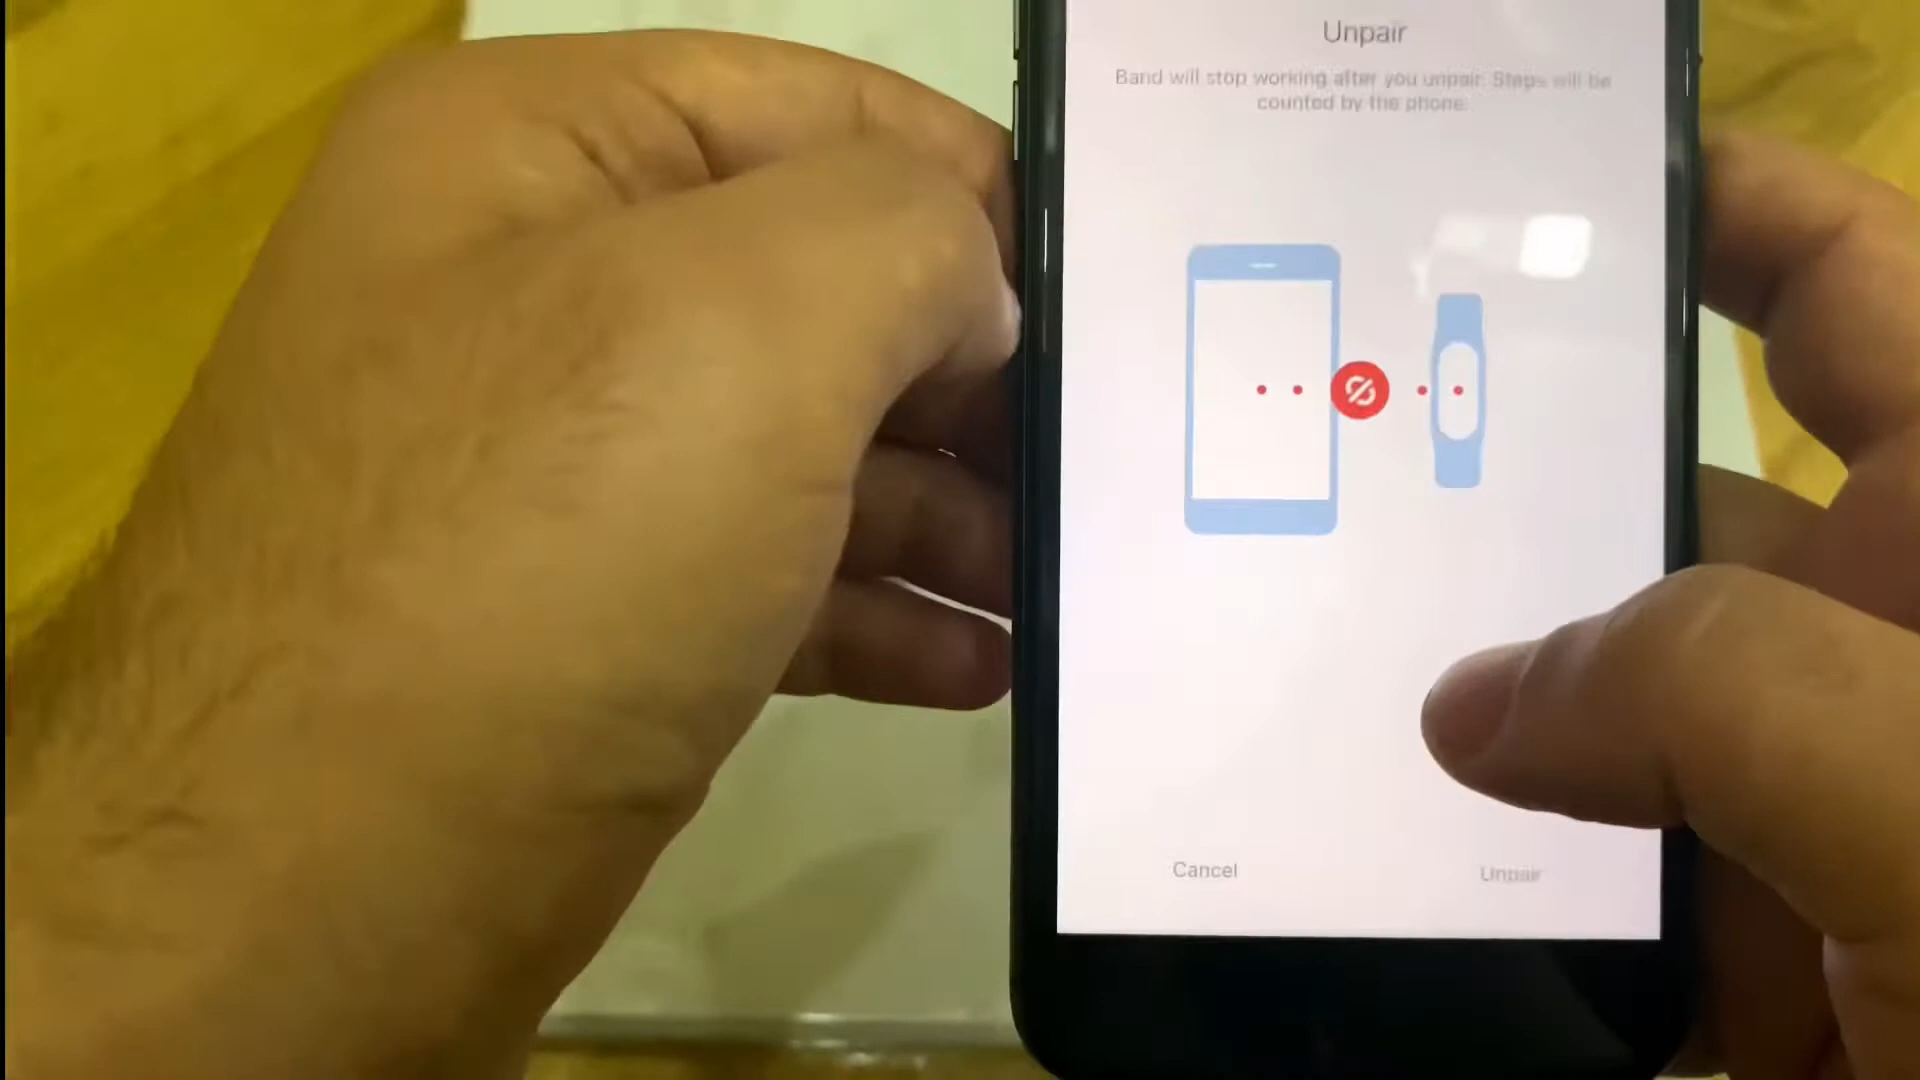 Unpair
Band will stop working after you unpair. Steps will be
counted by the phone.
Cancel
Unpair